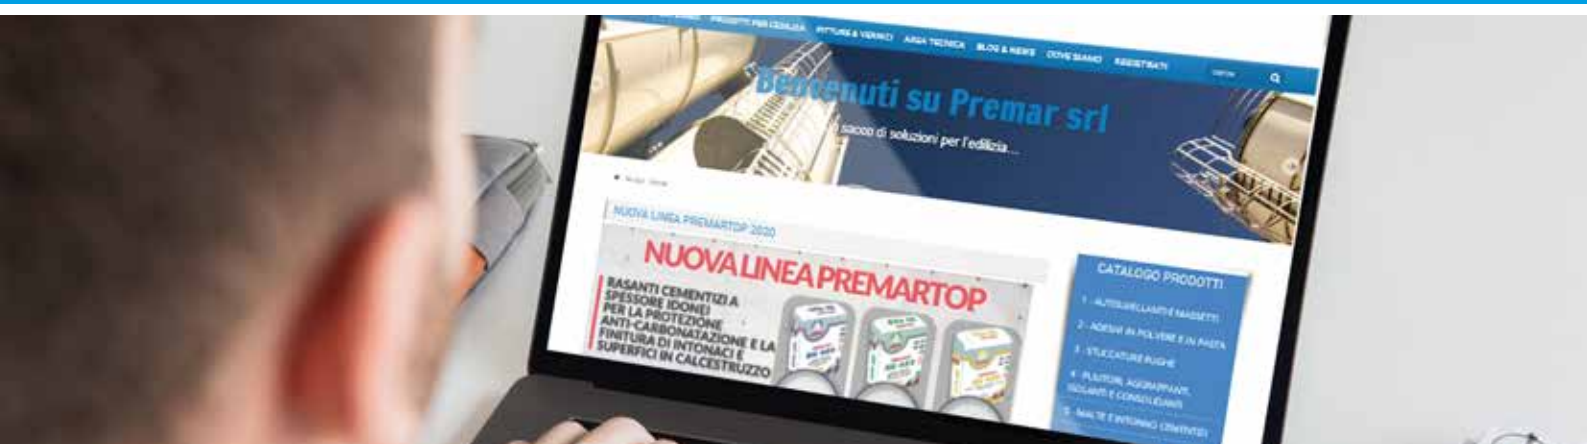 PRODOTTI PER L'EDILIZIA PITTURE & VERNICI AREA TECNICA BLOG & NEWS DOVE SIAMO REGISTRATI
Benvenuti su Premar srl
sacco di soluzioni per l'edilizia...
NUOVA LINEA PREMARTOP 2020
NUOVA LINEA PREMARTOP
RASANTI CEMENTIZI A
SPESSORE IDONEI
PER LA PROTEZIONE
ANTI-CARBONATAZIONE E LA
FINITURA DI INTONACI E
SUPERFICI IN CALCESTRUZZO
CATALOGO PRODOTTI
1 - AUTOLIVELLANTI E MASSETTI
2 - ADESIVI IN POLVERE E IN PASTA
3 - STUCCATURE FUGHE
4 - PULITORI, AGGRAPPANTI,
ISOLANTI E CONSOLIDANTI
5 - MALTE E INTONACI CEMENTIZI